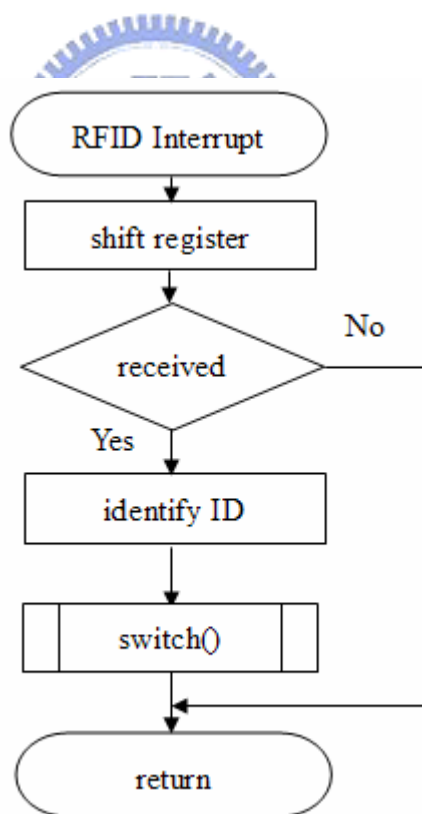 RFID Interrupt
shift register
No
received
Yes
identify ID
switch()
return